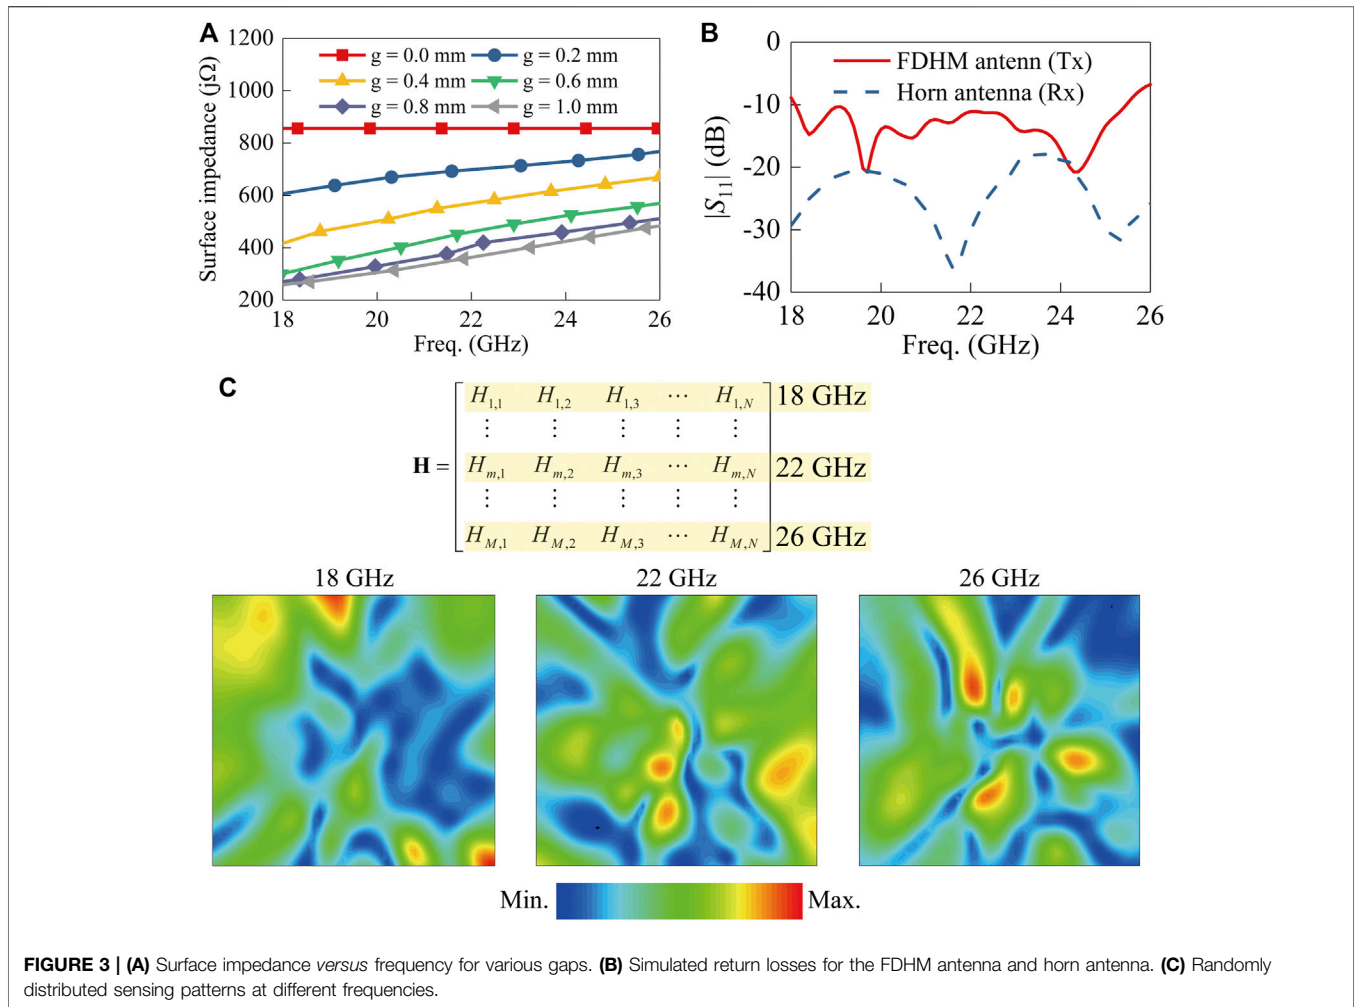 A
Surface impedance (jΩ)
1200
1000
800
600
400
200
g = 0.0 mm g = 0.2 mm
g = 0.4 mm g = 0.6 mm
g = 0.8 mm g = 1.0 mm
18 20 22 24 26
Freq. (GHz)
B
|S11| (dB)
0
-10
-20
-30
-40
FDHM antenn (Tx)
Horn antenna (Rx)
18 20 22 24 26
Freq. (GHz)
C
H1,1 H1,2 H1,3 ⋯ H1,N 18 GHz
⋮ ⋮ ⋮ ⋮ ⋮
H = Hm,1 Hm,2 Hm,3 ⋯ Hm,N 22 GHz
⋮ ⋮ ⋮ ⋮ ⋮
HM,1 HM,2 HM,3 ⋯ HM,N 26 GHz
18 GHz 22 GHz 26 GHz
Min. Max.
FIGURE 3 | (A) Surface impedance versus frequency for various gaps. (B) Simulated return losses for the FDHM antenna and horn antenna. (C) Randomly
distributed sensing patterns at different frequencies.